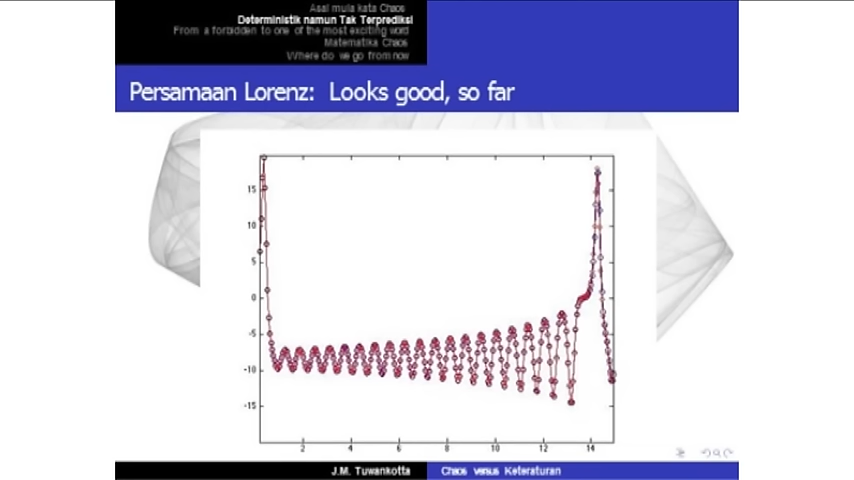 Asal mula kata Chaos
Deterministik namun Tak Terprediksi
From a forbidden to one of the most exciting word
Matematika Chaos
Where do we go from now
Persamaan Lorenz: Looks good, so far
15
10
5
0
-5
-10
-15
2 4 6 8 10 12 14
J.M. Tuwankotta Chaos versus Keteraturan